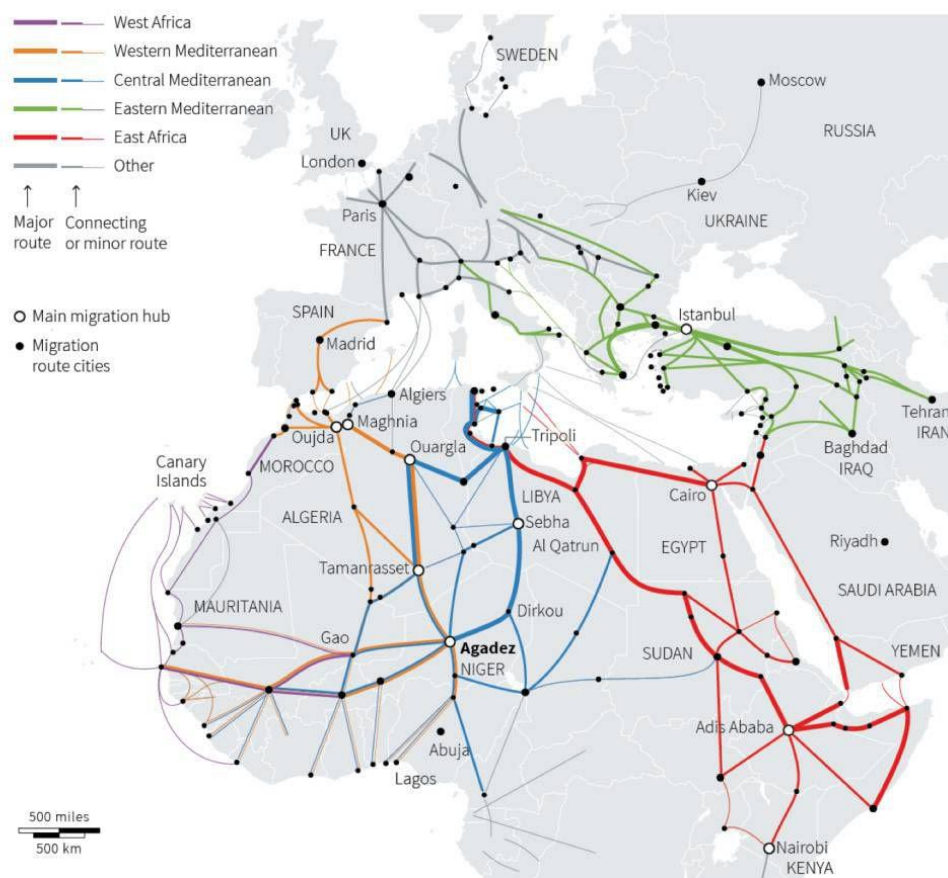 West Africa
Western Mediterranean
Central Mediterranean
Eastern Mediterranean
East Africa
Other
Major
route
Connecting
or minor route
Main migration hub
Migration
route cities
SWEDEN
Moscow
UK
RUSSIA
London
Kiev
Paris
UKRAINE
FRANCE
SPAIN
Istanbul
Madrid
Algiers
Tehran
IRAN
Maghnia
Oujda
Ouargla
Tripoli
Baghdad
IRAQ
Canary
Islands
MOROCCO
LIBYA
Cairo
ALGERIA
Sebha
Al Qatrun
EGYPT
Riyadh
Tamanrasset
SAUDI ARABIA
MAURITANIA
Dirkou
Gao
Agadez
NIGER
SUDAN
YEMEN
Adis Ababa
Abuja
Lagos
500 miles
500 km
Nairobi
KENYA